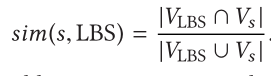 sim(s, LBS) = |V_LBS ∩ V_s| / |V_LBS ∪ V_s|.